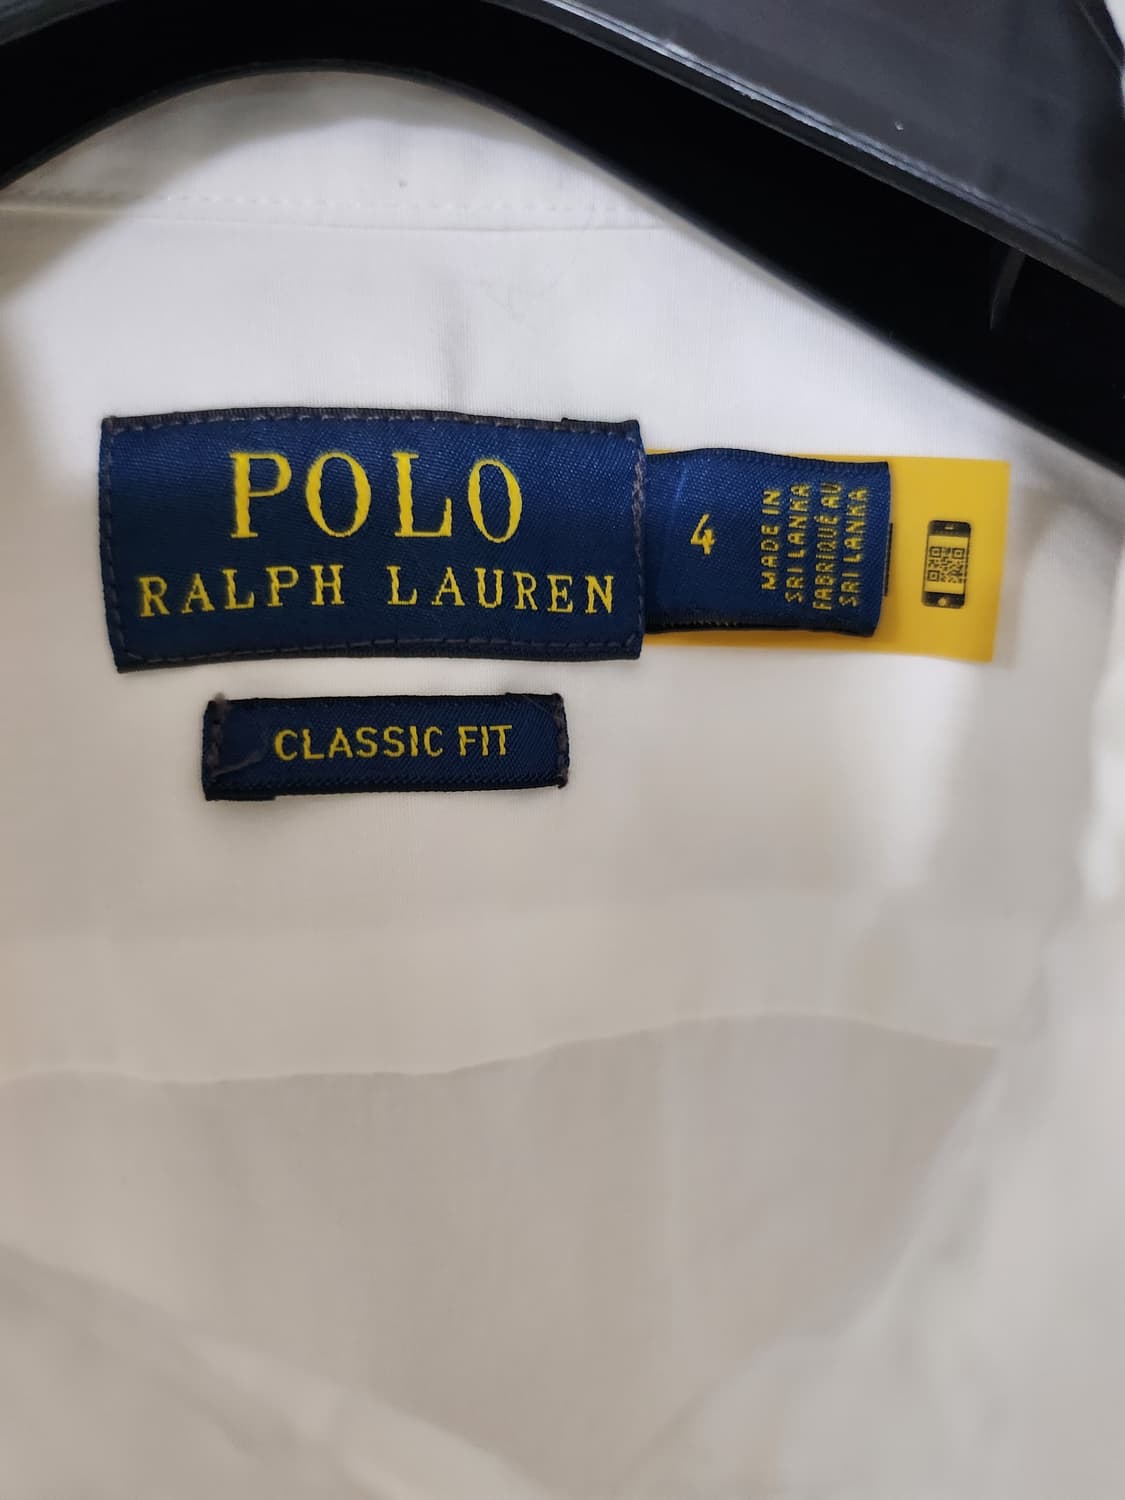 POLO
RALPH LAUREN
4
MADE IN
SRI LANKA
FABRIQUÉ AU
SRI LANKA
CLASSIC FIT